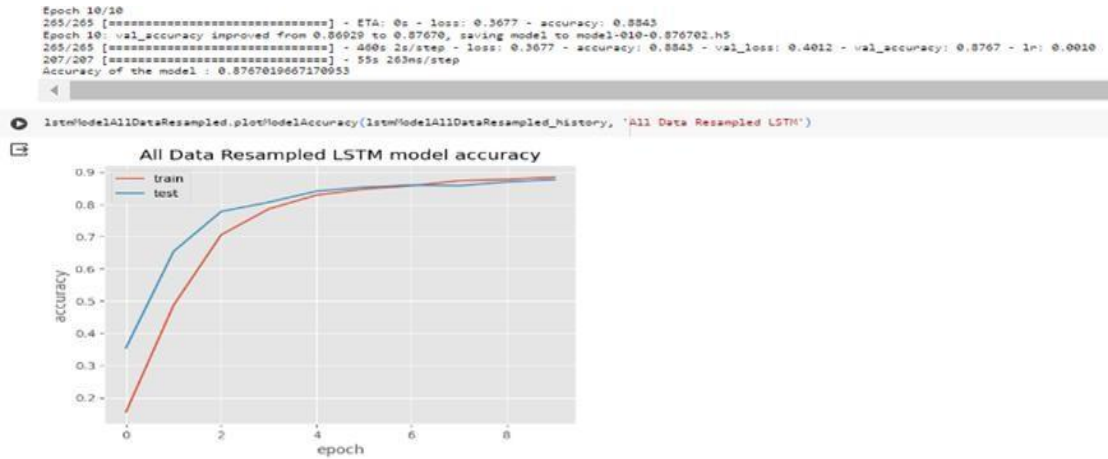 Epoch 10/10
265/265 [==============================] - ETA: 0s - loss: 0.3677 - accuracy: 0.8843
Epoch 10: val_accuracy improved from 0.86929 to 0.87670, saving model to model-010-0.876702.h5
265/265 [==============================] - 460s 2s/step - loss: 0.3677 - accuracy: 0.8843 - val_loss: 0.4012 - val_accuracy: 0.8767 - lr: 0.0010
207/207 [==============================] - 55s 263ms/step
Accuracy of the model : 0.8767019667170953
lstmModelAllDataResampled.plotModelAccuracy(lstmModelAllDataResampled_history, 'All Data Resampled LSTM')
All Data Resampled LSTM model accuracy
train
test
0.9
0.8
0.7
0.6
0.5
0.4
0.3
0.2
accuracy
0 2 4 6 8
epoch